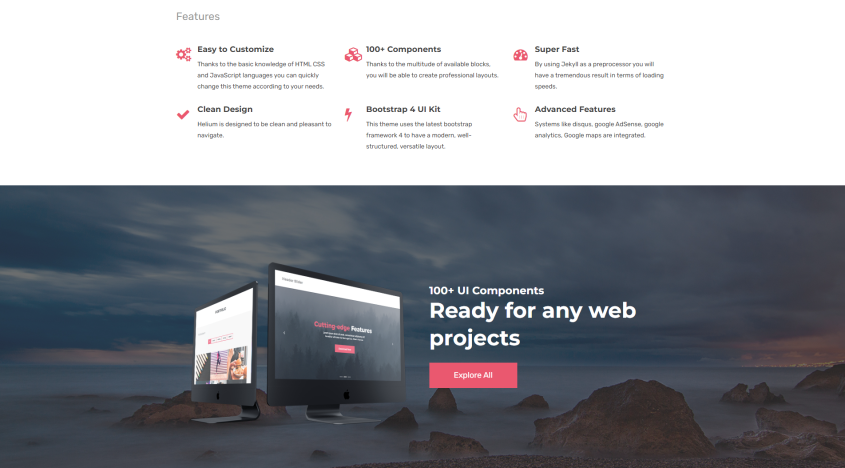 Features
Easy to Customize
Thanks to the basic knowledge of HTML CSS
and JavaScript languages you can quickly
change this theme according to your needs.
100+ Components
Thanks to the multitude of available blocks,
you will be able to create professional layouts.
Super Fast
By using Jekyll as a preprocessor you will
have a tremendous result in terms of loading
speeds.
Clean Design
Helium is designed to be clean and pleasant to
navigate.
Bootstrap 4 UI Kit
This theme uses the latest bootstrap
framework 4 to have a modern, well-
structured, versatile layout.
Advanced Features
Systems like disqus, google AdSense, google
analytics, Google maps are integrated.
Cutting-edge Features
100+ UI Components
Ready for any web
projects
Explore All